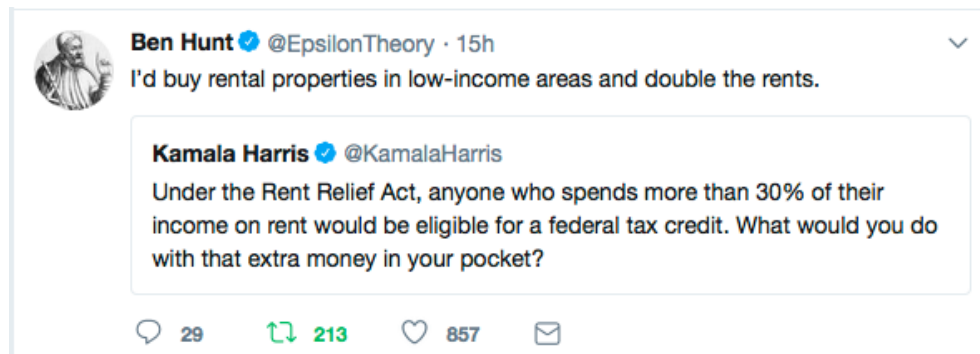 Ben Hunt @EpsilonTheory · 15h
I'd buy rental properties in low-income areas and double the rents.
Kamala Harris @KamalaHarris
Under the Rent Relief Act, anyone who spends more than 30% of their
income on rent would be eligible for a federal tax credit. What would you do
with that extra money in your pocket?
29 213 857